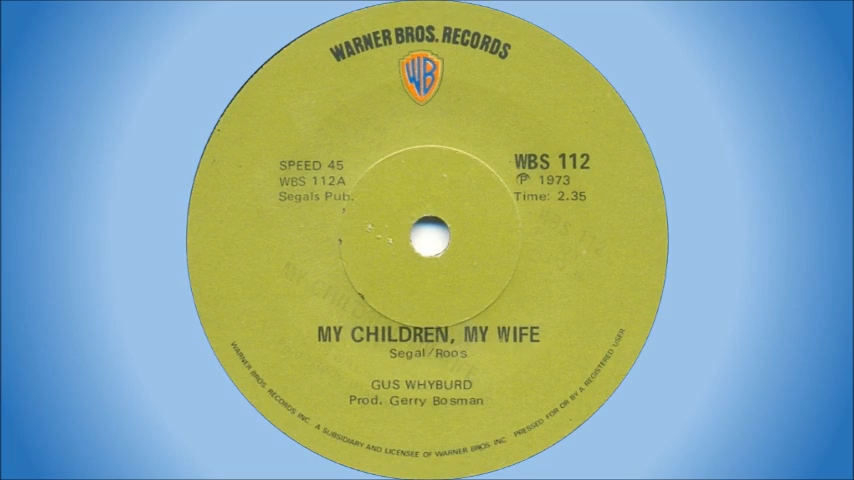 WARNER BROS. RECORDS
WB
SPEED 45
WBS 112A
Segals Pub.
WBS 112
℗ 1973
Time: 2.35
MY CHILDREN, MY WIFE
Segal/Roos
GUS WHYBURD
Prod. Gerry Bosman
WARNER BROS. RECORDS INC. A SUBSIDIARY AND LICENSEE OF WARNER BROS. INC. PRESSED FOR OR BY A REGISTERED USER